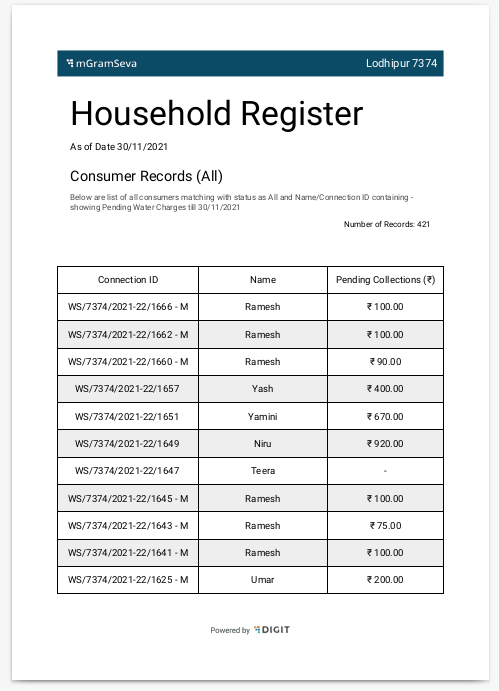 mGramSeva Lodhipur 7374
Household Register
As of Date 30/11/2021
Consumer Records (All)
Below are list of all consumers matching with status as All and Name/Connection ID containing -
showing Pending Water Charges till 30/11/2021
Number of Records: 421
Connection ID Name Pending Collections (₹)
WS/7374/2021-22/1666 - M Ramesh ₹ 100.00
WS/7374/2021-22/1662 - M Ramesh ₹ 100.00
WS/7374/2021-22/1660 - M Ramesh ₹ 90.00
WS/7374/2021-22/1657 Yash ₹ 400.00
WS/7374/2021-22/1651 Yamini ₹ 670.00
WS/7374/2021-22/1649 Niru ₹ 920.00
WS/7374/2021-22/1647 Teera -
WS/7374/2021-22/1645 - M Ramesh ₹ 100.00
WS/7374/2021-22/1643 - M Ramesh ₹ 75.00
WS/7374/2021-22/1641 - M Ramesh ₹ 100.00
WS/7374/2021-22/1625 - M Umar ₹ 200.00
Powered by DIGIT